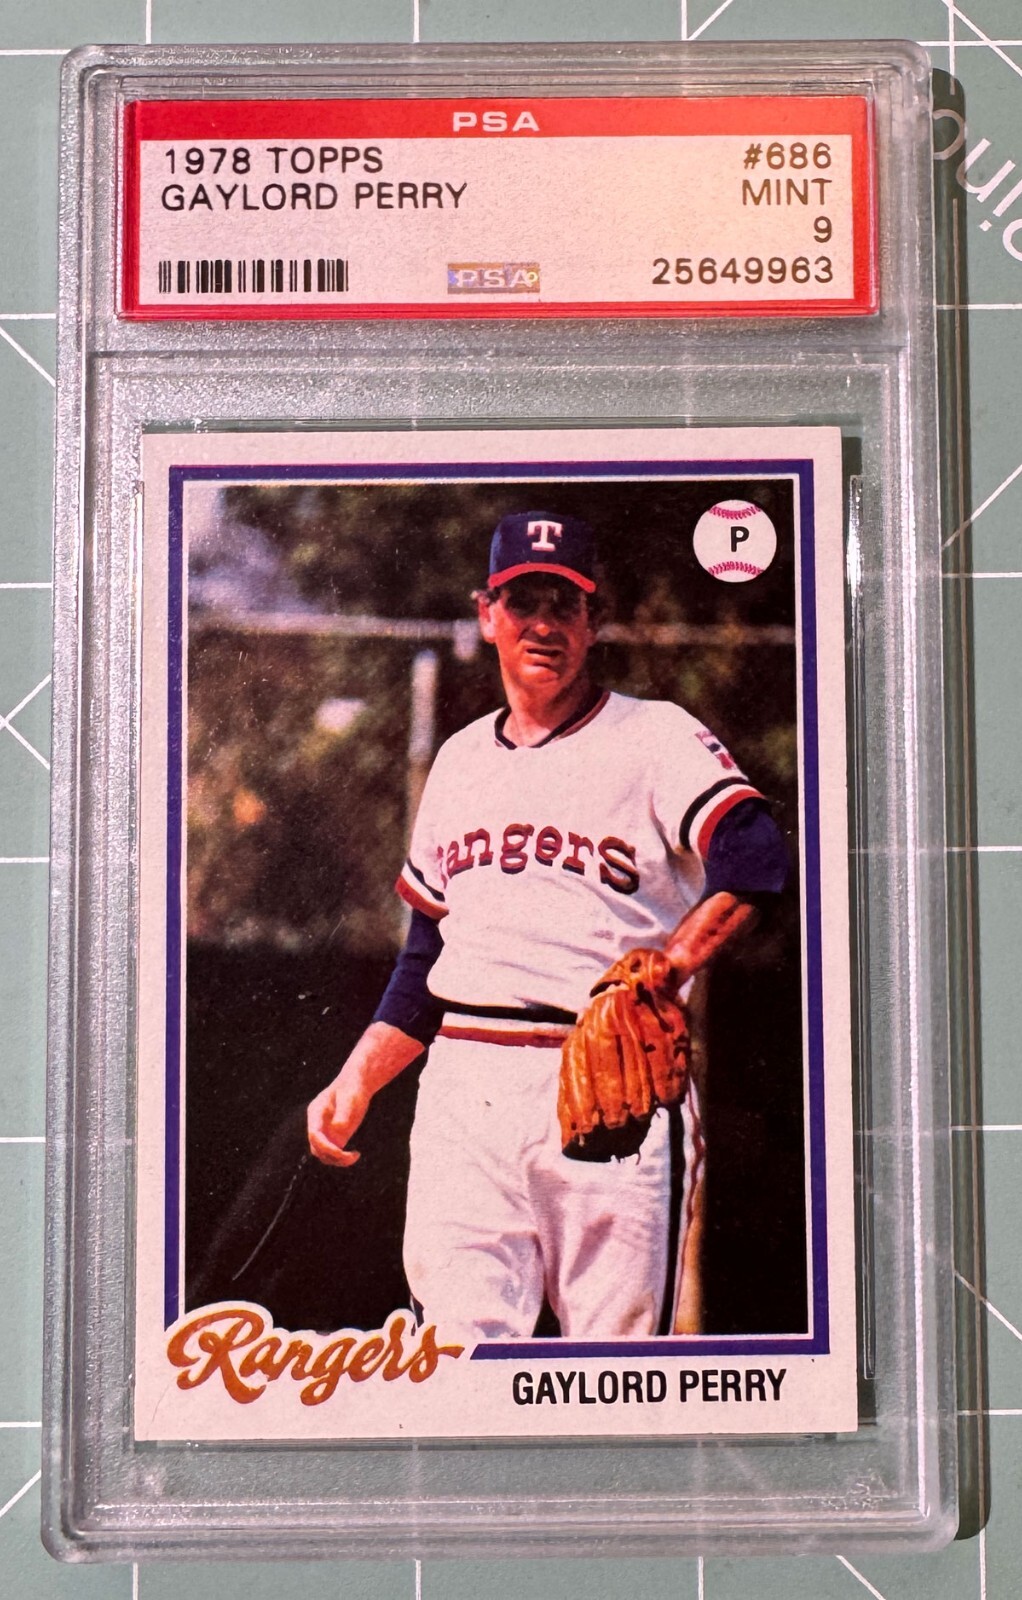 PSA
1978 TOPPS #686
GAYLORD PERRY MINT
9
PSA 25649963
P
T
Rangers
Rangers
GAYLORD PERRY